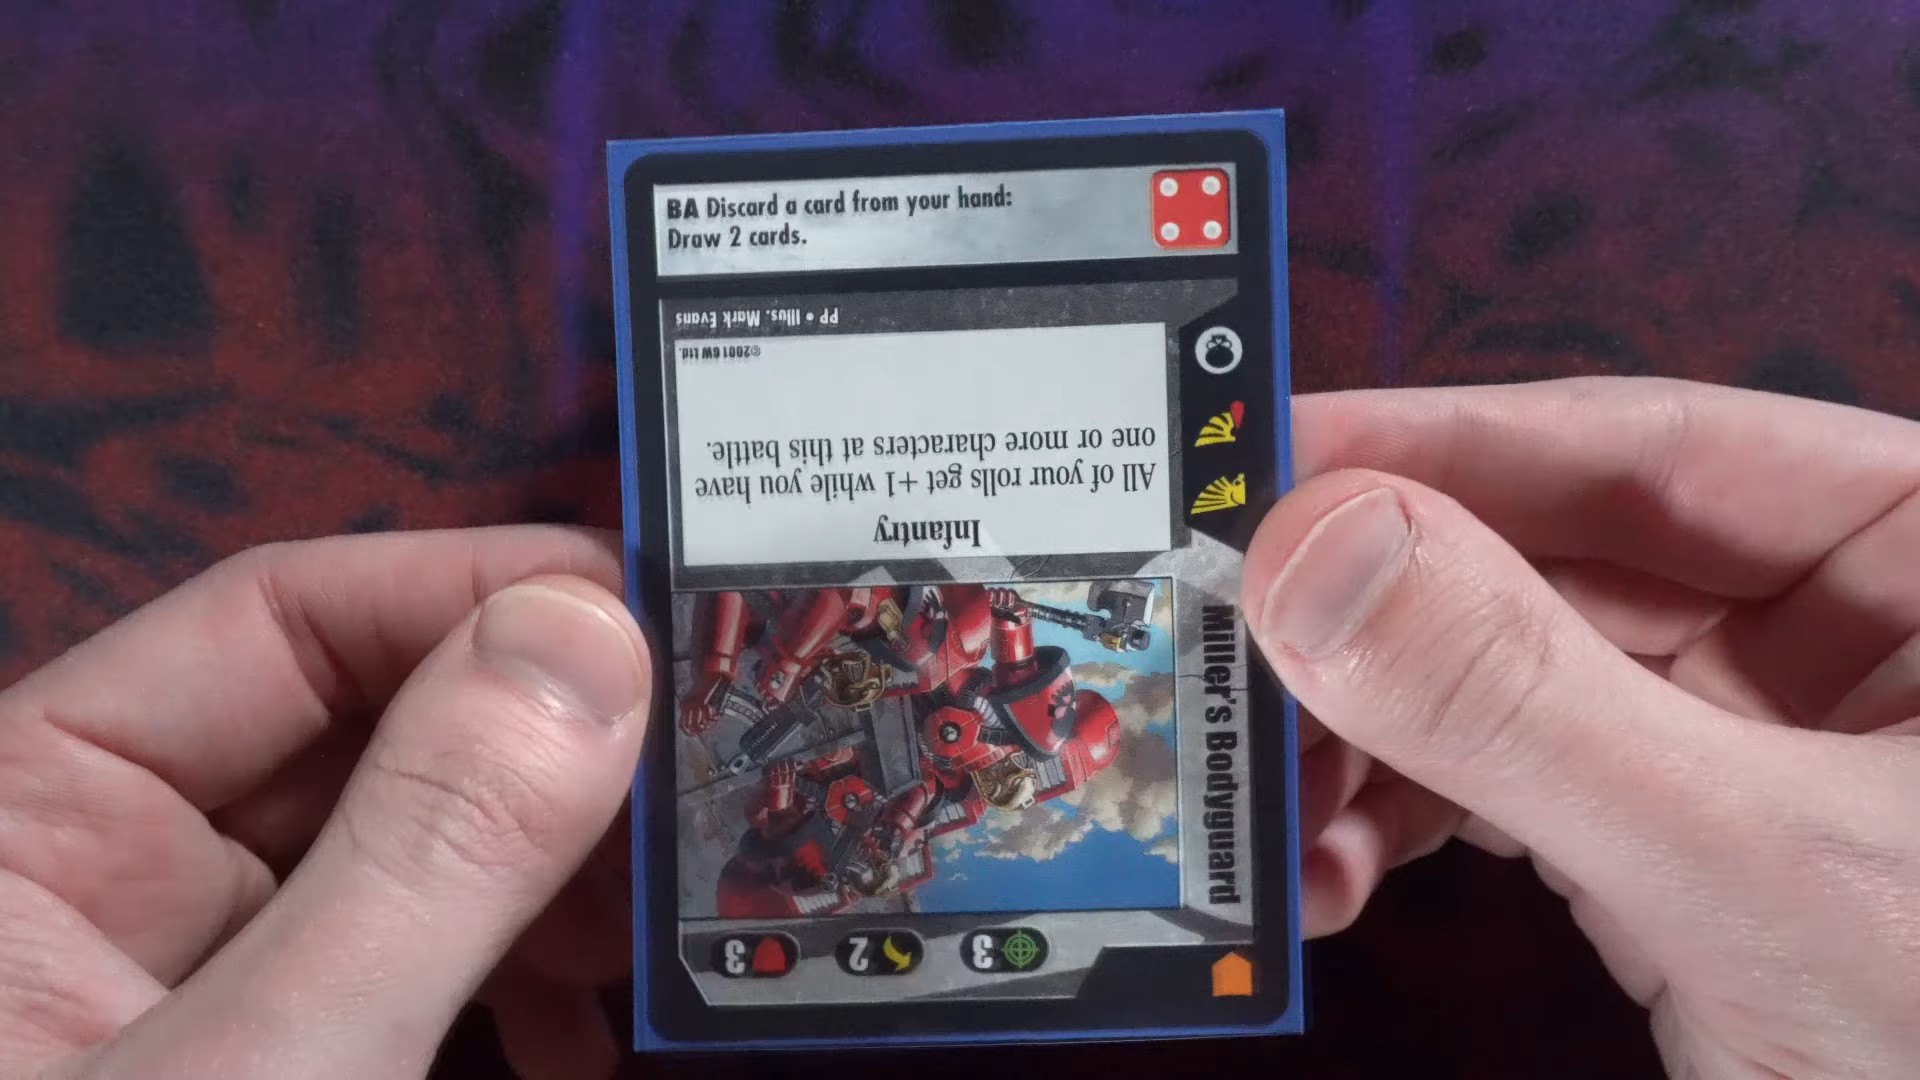 BA Discard a card from your hand:
Draw 2 cards.
Miller's Bodyguard
3
2
3
Infantry
All of your rolls get +1 while you have
one or more characters at this battle.
©2001 GW Ltd.
PP • Illus. Mark Evans